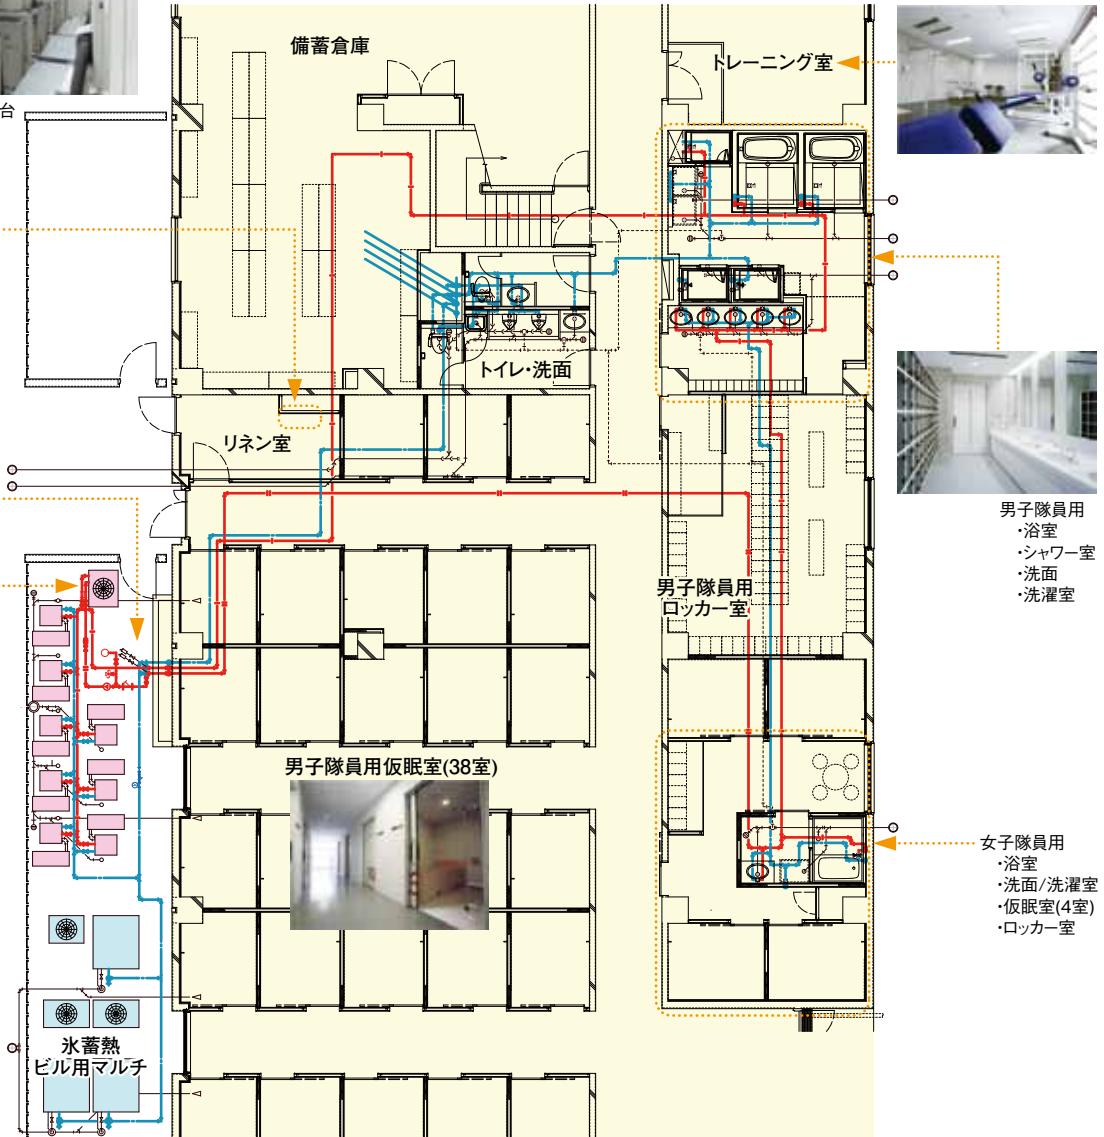 備蓄倉庫
トレーニング室
台
トイレ・洗面
リネン室
男子隊員用
・浴室
・シャワー室
・洗面
・洗濯室
男子隊員用
ロッカー室
男子隊員用仮眠室(38室)
女子隊員用
・浴室
・洗面/洗濯室
・仮眠室(4室)
・ロッカー室
氷蓄熱
ビル用マルチ